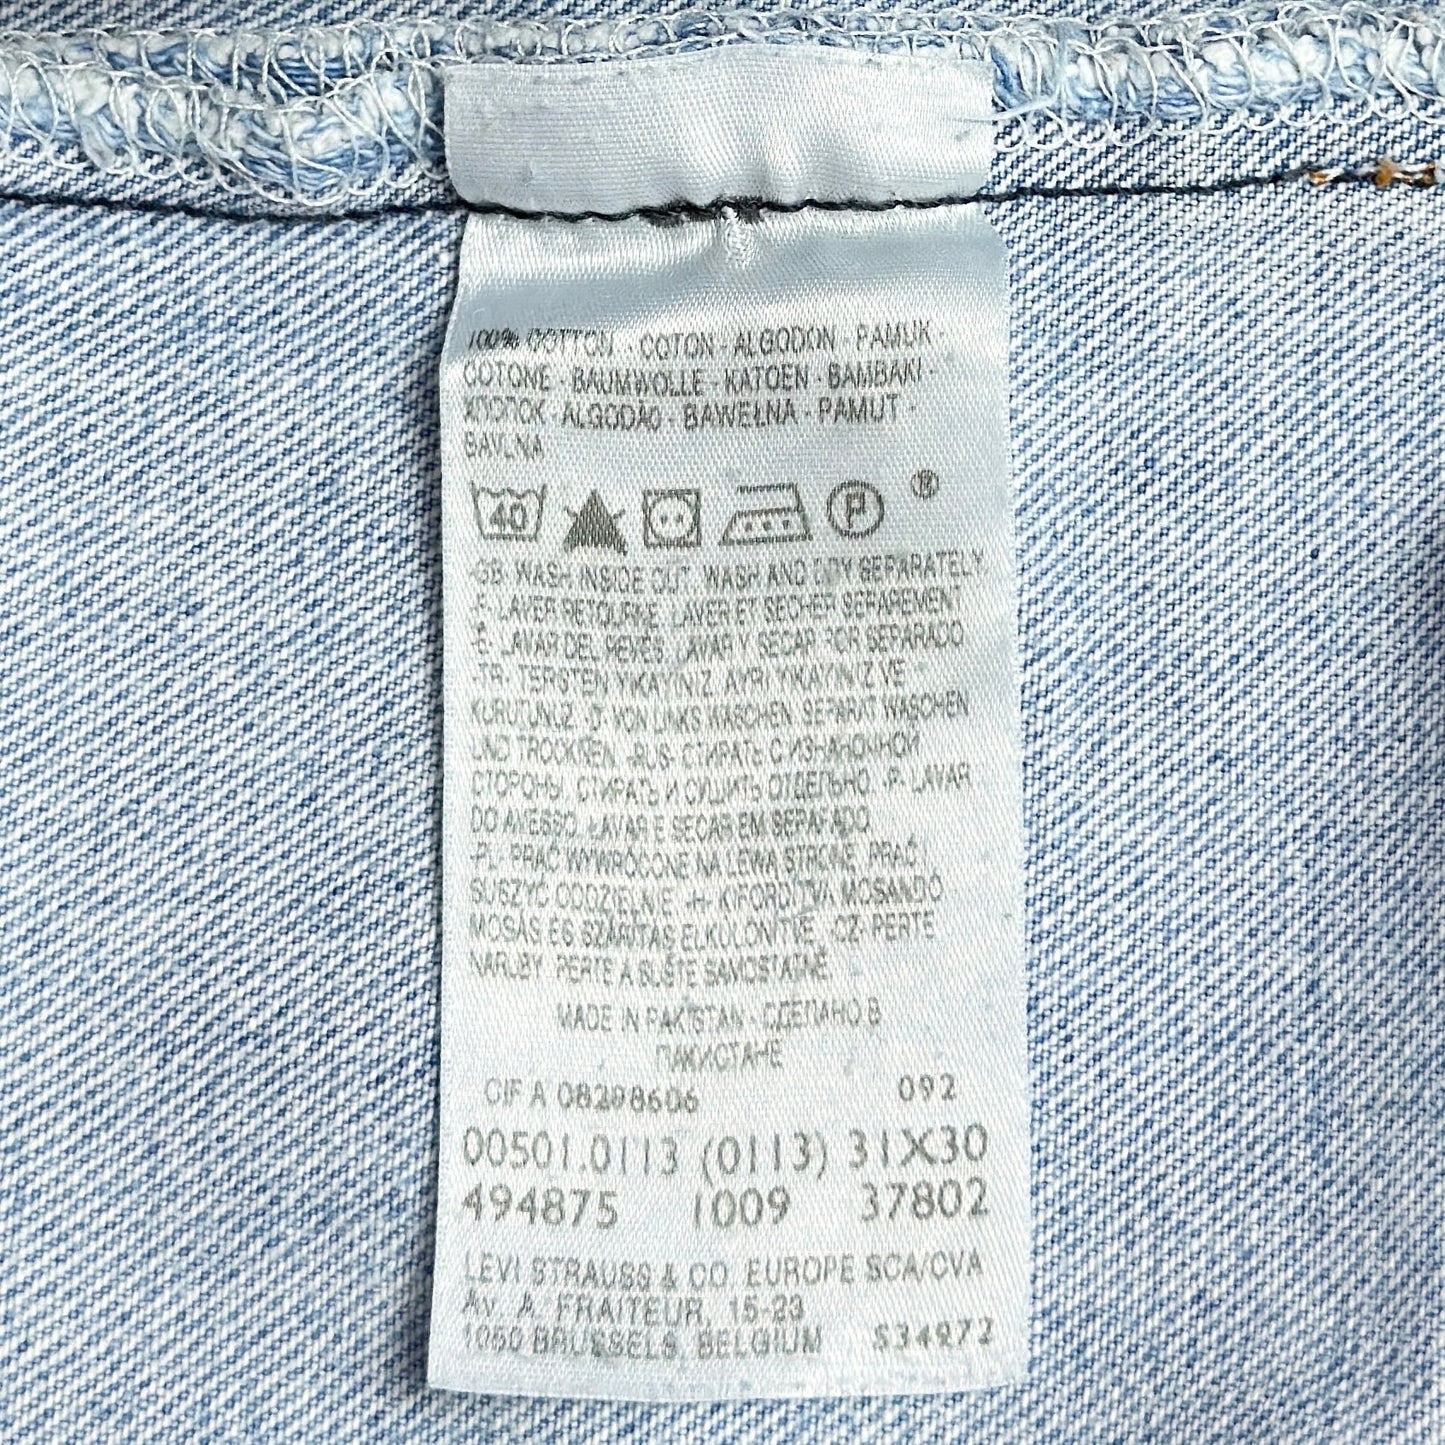 100% COTTON - COTON - ALGODON - PAMUK -
COTONE - BAUMWOLLE - KATOEN - BAMBAKI -
ХЛОПОК - ALGODÃO - BAWEŁNA - PAMUT -
BAVLNA
40 P ®
-GB: WASH INSIDE OUT, WASH AND DRY SEPARATELY
-F: LAVER RETOURNE, LAVER ET SECHER SEPAREMENT
-E: LAVAR DEL REVÉS, LAVAR Y SECAR POR SEPARADO
-TR: TERSTEN YIKAYINIZ, AYRI YIKAYINIZ VE
KURUTUNUZ -D: VON LINKS WASCHEN, SEPARAT WASCHEN
UND TROCKNEN -RUS: СТИРАТЬ С ИЗНАНОЧНОЙ
СТОРОНЫ, СТИРАТЬ И СУШИТЬ ОТДЕЛЬНО -P: LAVAR
DO AVESSO, LAVAR E SECAR EM SEPARADO
-PL: PRAĆ WYWRÓCONE NA LEWĄ STRONĘ, PRAĆ I
SUSZYĆ ODDZIELNIE -H: KIFORDÍTVA MOSANDÓ
MOSÁS ÉS SZÁRÍTÁS ELKÜLÖNÍTVE -CZ: PERTE
NARUBY, PERTE A SUŠTE SAMOSTATNĚ
MADE IN PAKISTAN - СДЕЛАНО В
ПАКИСТАНЕ
CIF A 08208606 092
00501.0113 (0113) 31X30
494875 1009 37802
LEVI STRAUSS & CO. EUROPE SCA/CVA
Av. A. FRAITEUR, 15-23
1050 BRUSSELS, BELGIUM S34972